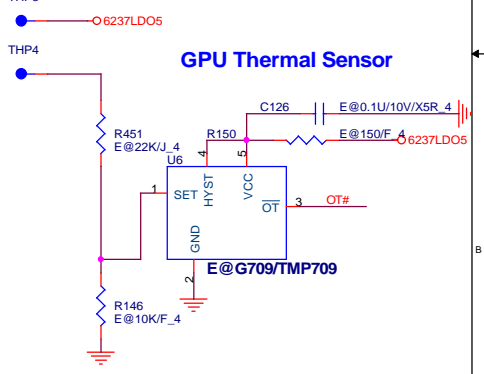 6237LDO5
THP4
GPU Thermal Sensor
C126
E@0.1U/10V/X5R_4
R451
E@22K/J_4
R150
E@150/F_4
6237LDO5
U6
4
5
1
SET
HYST
VCC
OT
3
OT#
GND
B
2
E@G709/TMP709
R146
E@10K/F_4